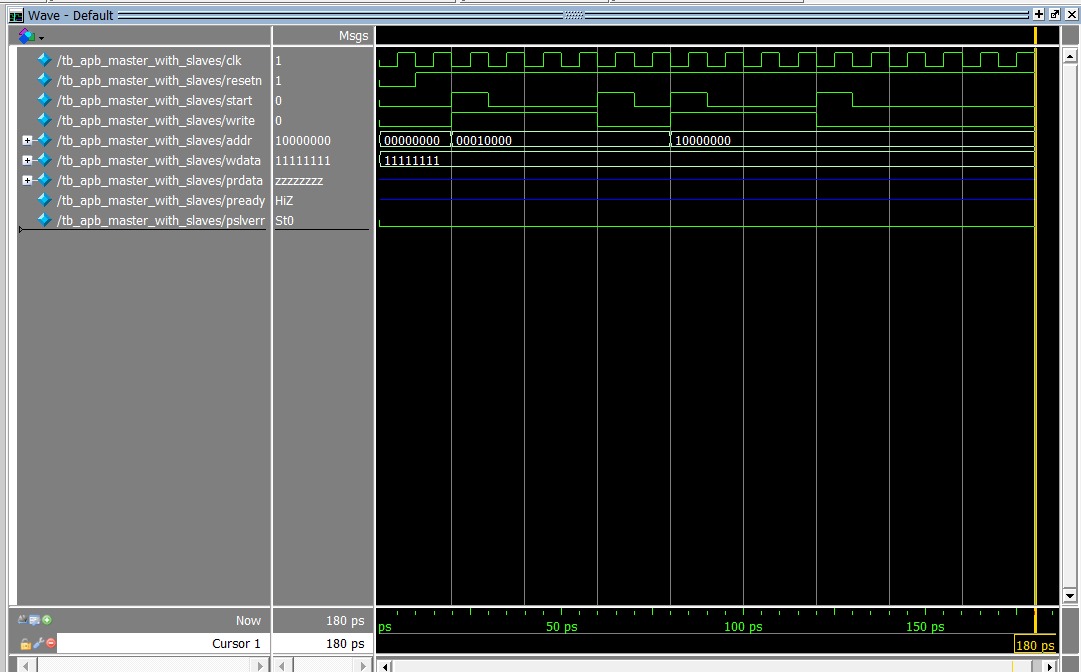 Wave - Default
Msgs
/tb_apb_master_with_slaves/clk 1
/tb_apb_master_with_slaves/resetn 1
/tb_apb_master_with_slaves/start 0
/tb_apb_master_with_slaves/write 0
/tb_apb_master_with_slaves/addr 10000000 00000000 00010000 10000000
/tb_apb_master_with_slaves/wdata 11111111 11111111
/tb_apb_master_with_slaves/prdata zzzzzzzz
/tb_apb_master_with_slaves/pready HiZ
/tb_apb_master_with_slaves/pslverr St0
Now 180 ps ps 50 ps 100 ps 150 ps
Cursor 1 180 ps 180 ps